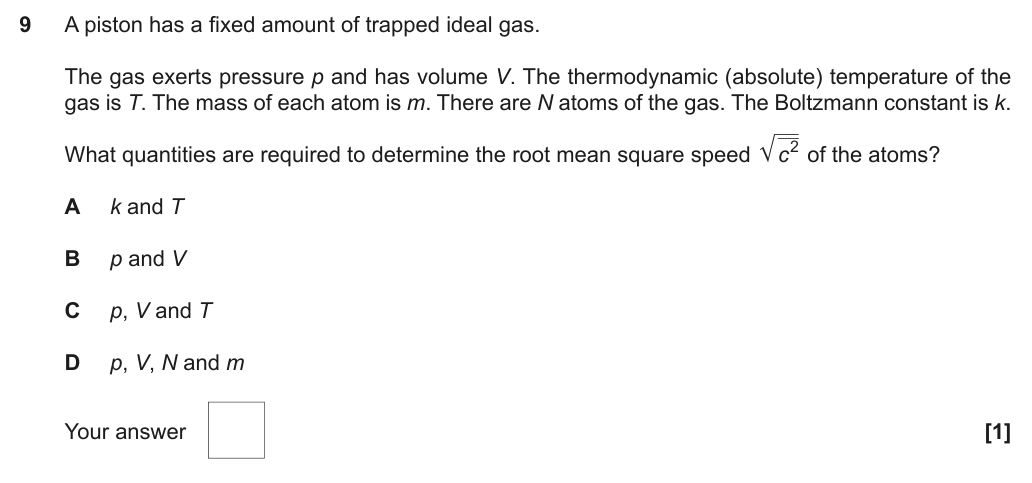 9 A piston has a fixed amount of trapped ideal gas.
The gas exerts pressure p and has volume V. The thermodynamic (absolute) temperature of the
gas is T. The mass of each atom is m. There are N atoms of the gas. The Boltzmann constant is k.
What quantities are required to determine the root mean square speed √c̅² of the atoms?
A k and T
B p and V
C p, V and T
D p, V, N and m
Your answer [1]